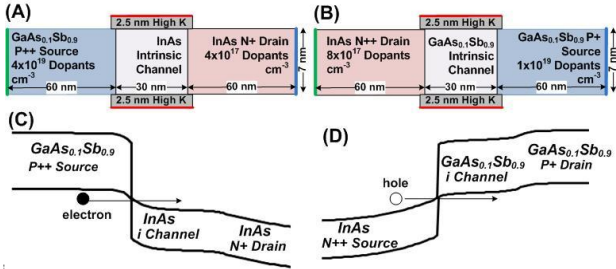 (A)
2.5 nm High K
GaAs0.1Sb0.9
P++ Source
4x10^19 Dopants
cm-3
InAs
Intrinsic
Channel
InAs N+ Drain
4x10^17 Dopants
cm-3
7 nm
60 nm
30 nm
60 nm
2.5 nm High K
(B)
2.5 nm High K
InAs N++ Drain
8x10^17 Dopants
cm-3
GaAs0.1Sb0.9
Intrinsic
Channel
GaAs0.1Sb0.9 P+
Source
1x10^19 Dopants
cm-3
7 nm
60 nm
30 nm
60 nm
2.5 nm High K
(C)
GaAs0.1Sb0.9
P++ Source
electron
InAs
i Channel
InAs
N+ Drain
(D)
GaAs0.1Sb0.9
i Channel
GaAs0.1Sb0.9
P+ Drain
hole
InAs
N++ Source